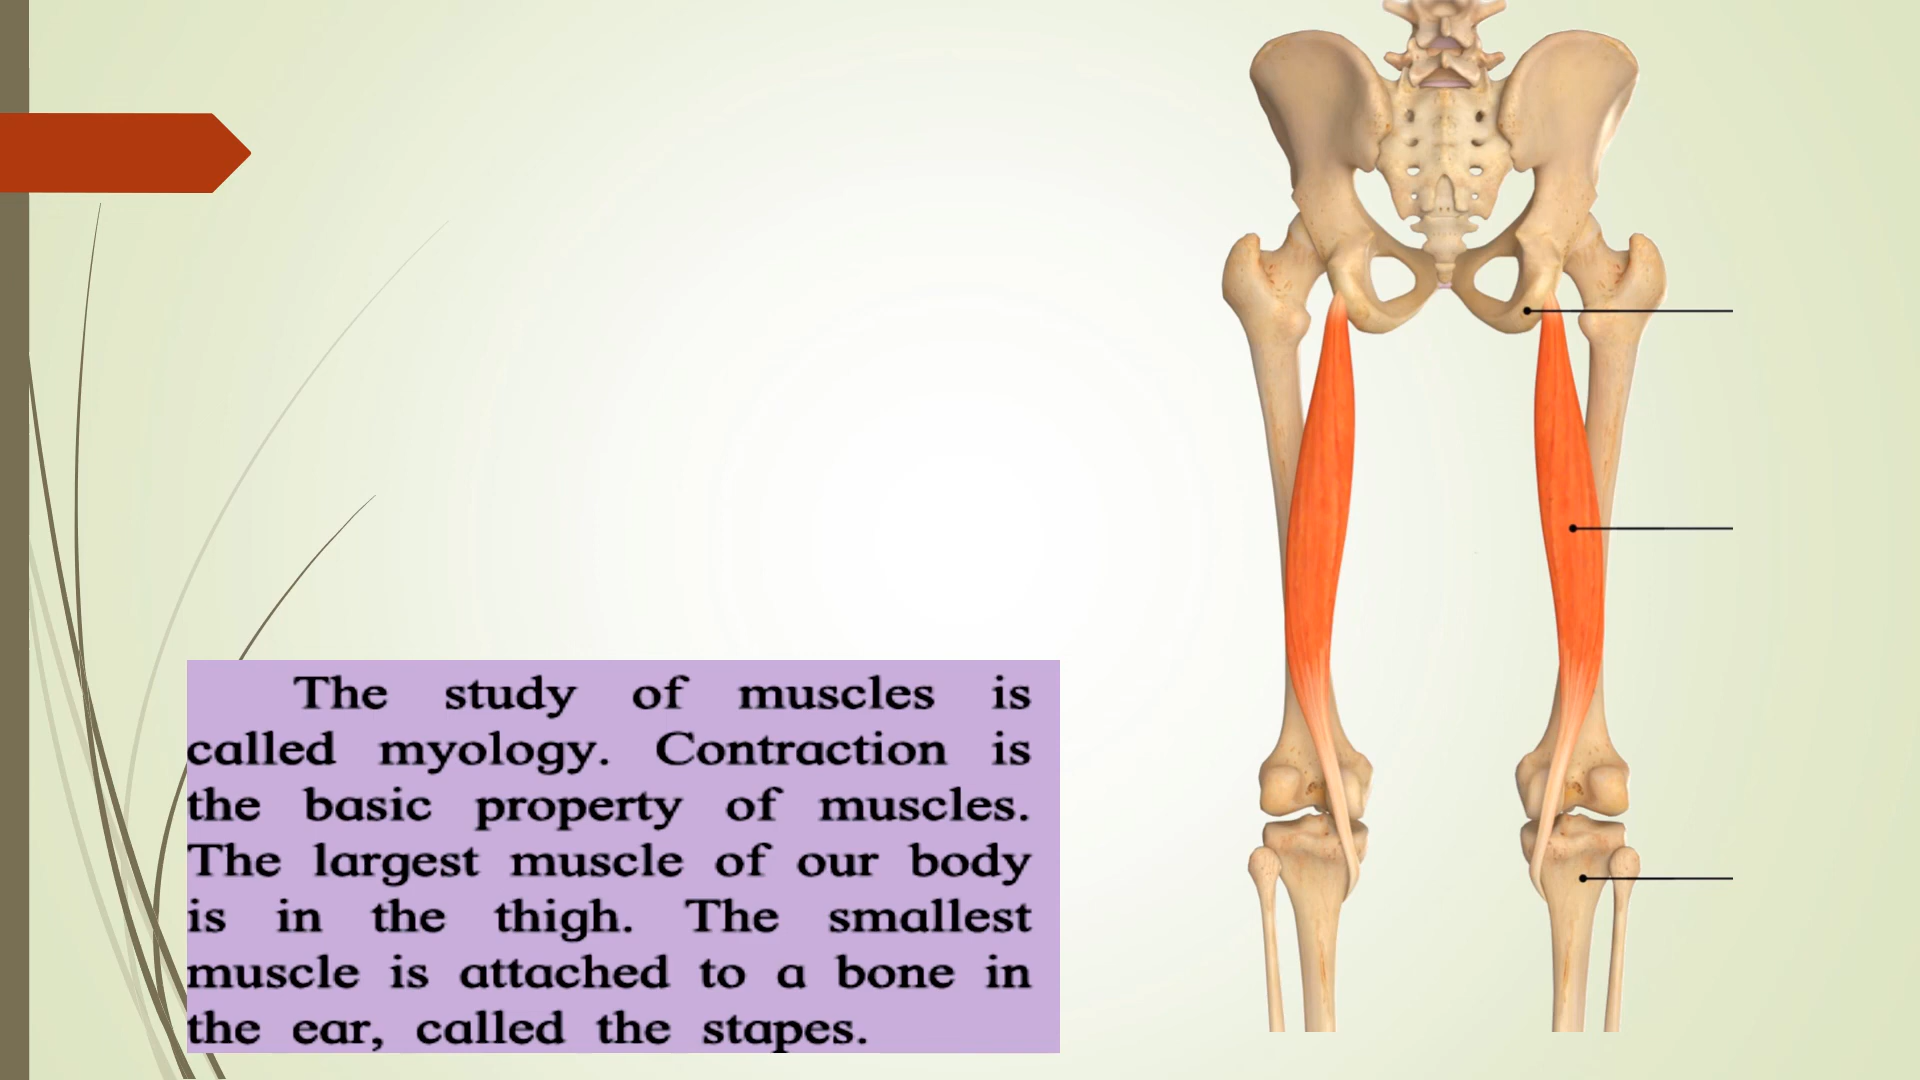 The study of muscles is
called myology. Contraction is
the basic property of muscles.
The largest muscle of our body
is in the thigh. The smallest
muscle is attached to a bone in
the ear, called the stapes.